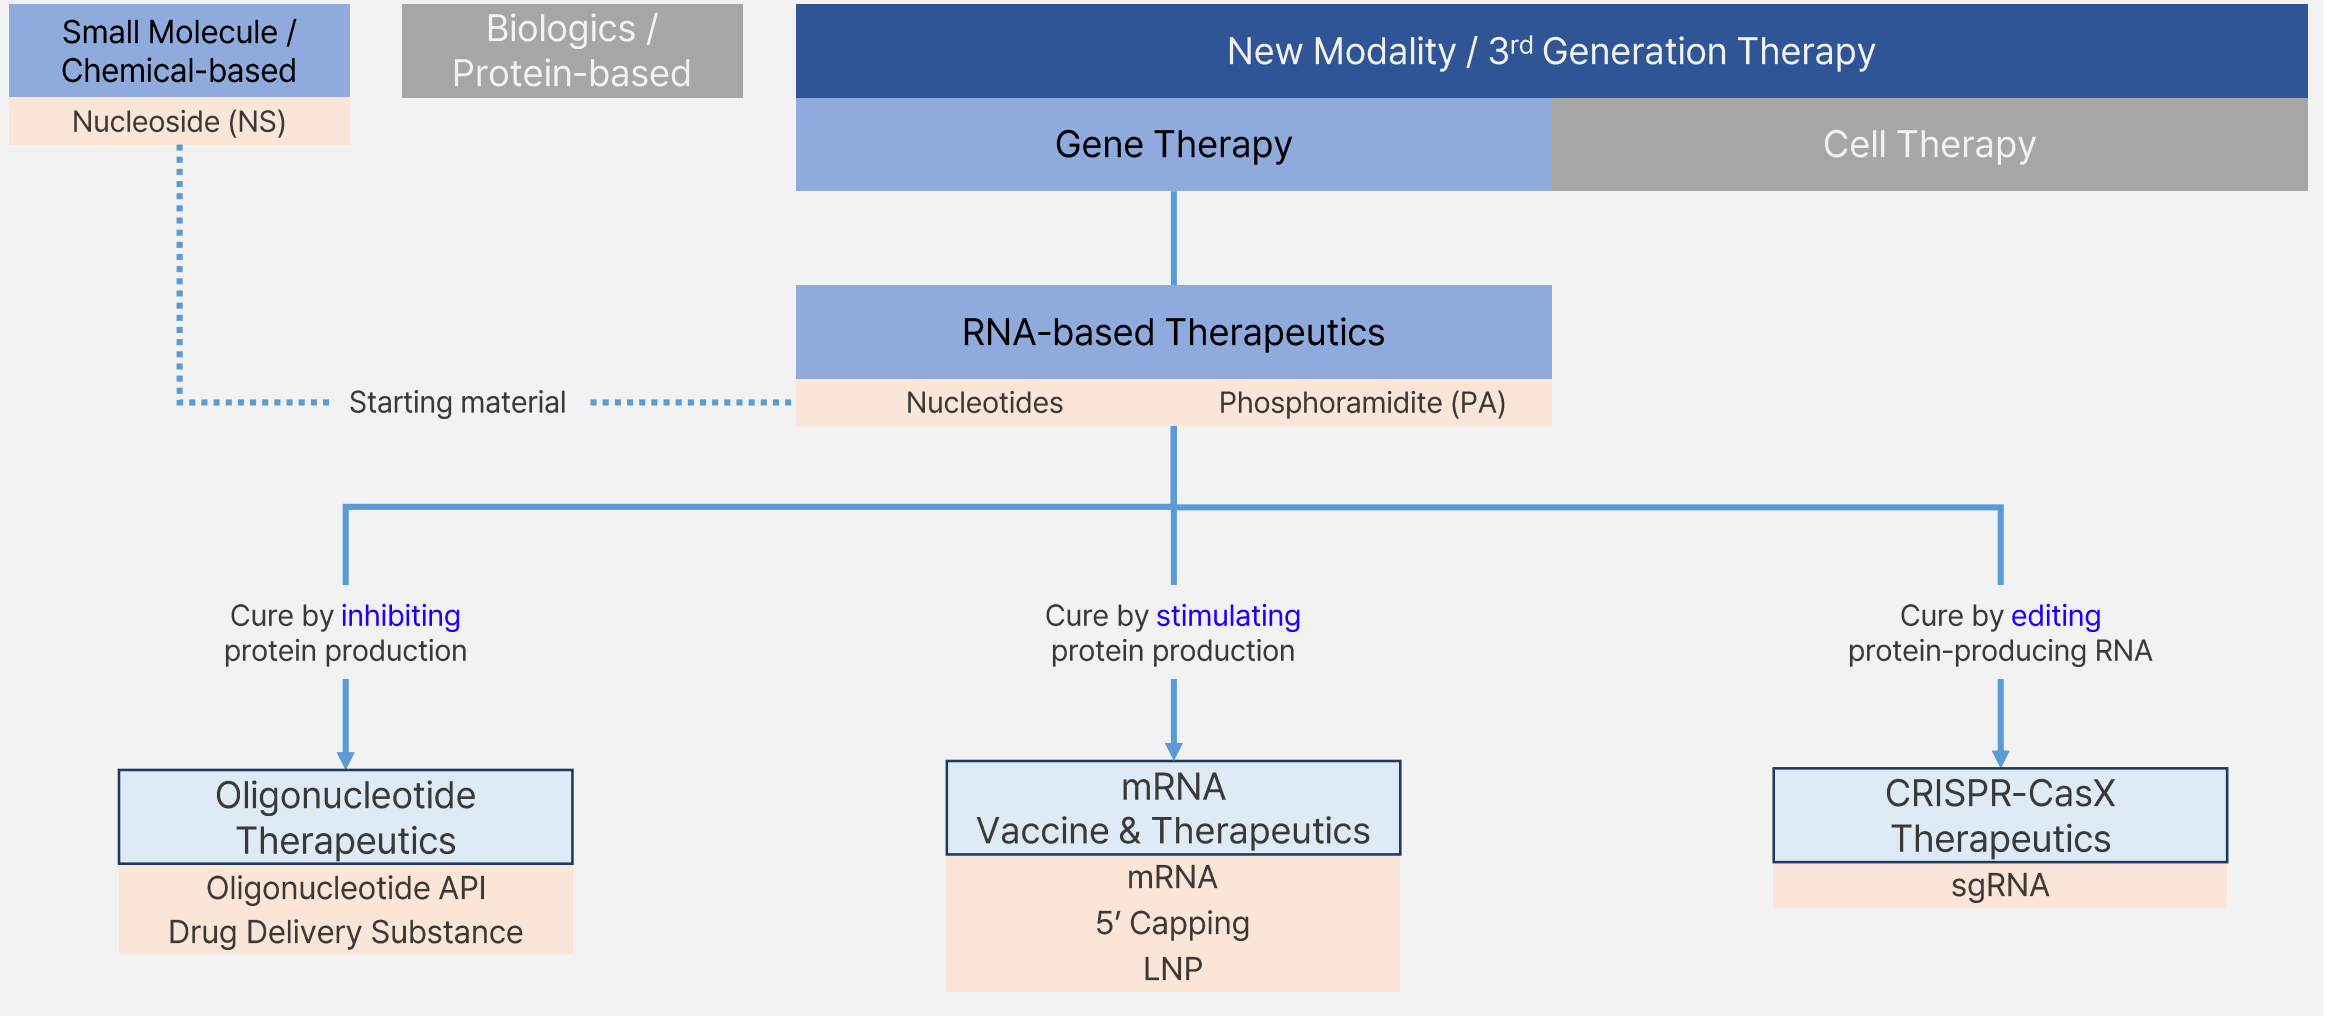 Small Molecule /
Chemical-based
Nucleoside (NS)
Biologics /
Protein-based
New Modality / 3rd Generation Therapy
Gene Therapy
Cell Therapy
RNA-based Therapeutics
Nucleotides
Phosphoramidite (PA)
Starting material
Cure by inhibiting
protein production
Cure by stimulating
protein production
Cure by editing
protein-producing RNA
Oligonucleotide
Therapeutics
Oligonucleotide API
Drug Delivery Substance
mRNA
Vaccine & Therapeutics
mRNA
5′ Capping
LNP
CRISPR-CasX
Therapeutics
sgRNA